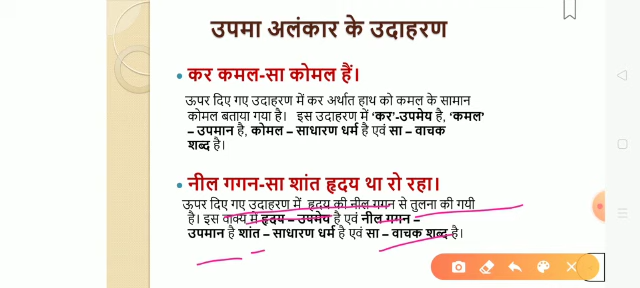 उपमा अलंकार के उदाहरण
• कर कमल-सा कोमल हैं।
ऊपर दिए गए उदाहरण में कर अर्थात हाथ को कमल के सामान
कोमल बताया गया है। इस उदाहरण में ‘कर’-उपमेय है, ‘कमल’
– उपमान है, कोमल – साधारण धर्म है एवं सा – वाचक
शब्द है।
• नील गगन-सा शांत हृदय था रो रहा।
ऊपर दिए गए उदाहरण में हृदय की नील गगन से तुलना की गयी
है। इस वाक्य में हृदय – उपमेय है एवं नील गगन –
उपमान है शांत – साधारण धर्म है एवं सा – वाचक शब्द है।